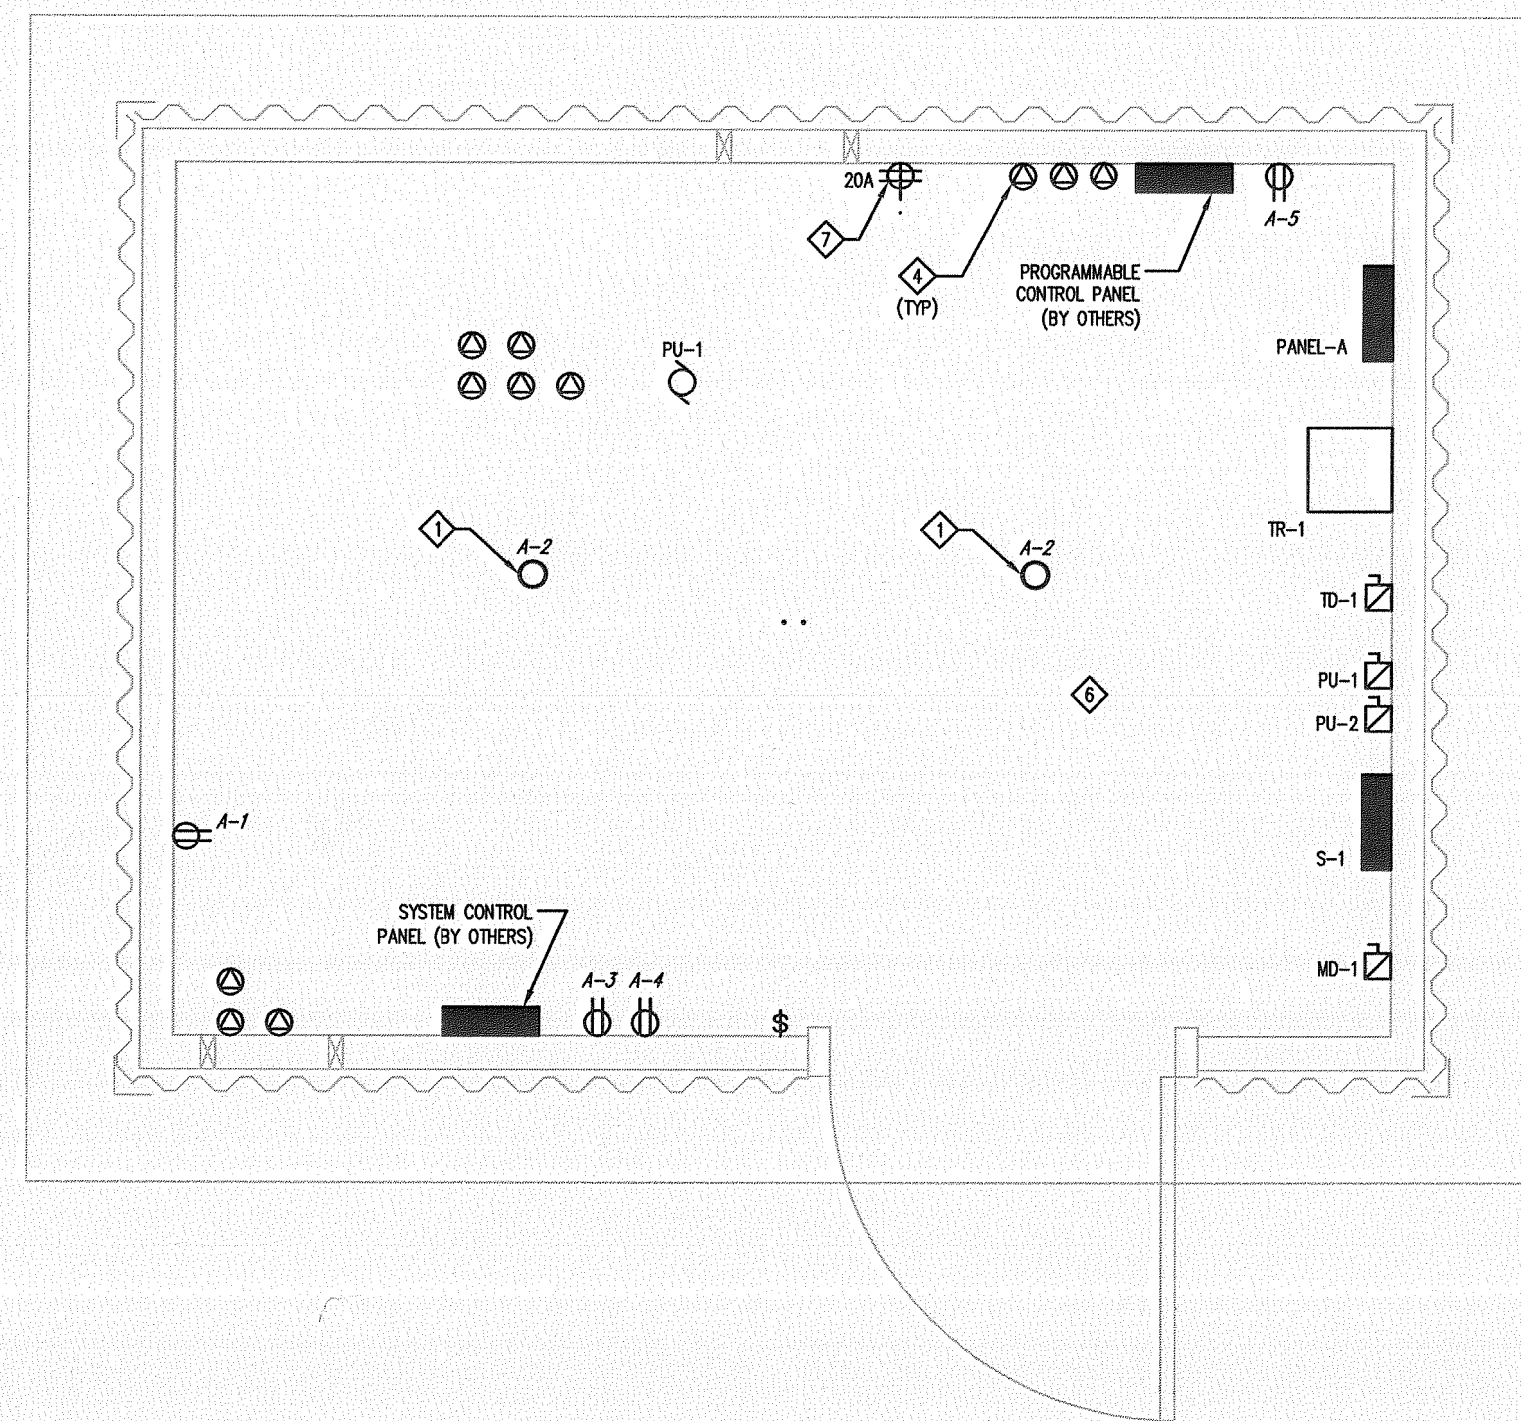 20A
7
4
(TYP)
PROGRAMMABLE
CONTROL PANEL
(BY OTHERS)
A-5
PANEL-A
PU-1
TR-1
1
A-2
1
A-2
TD-1
PU-1
PU-2
6
A-1
S-1
SYSTEM CONTROL
PANEL (BY OTHERS)
A-3
A-4
MD-1
$